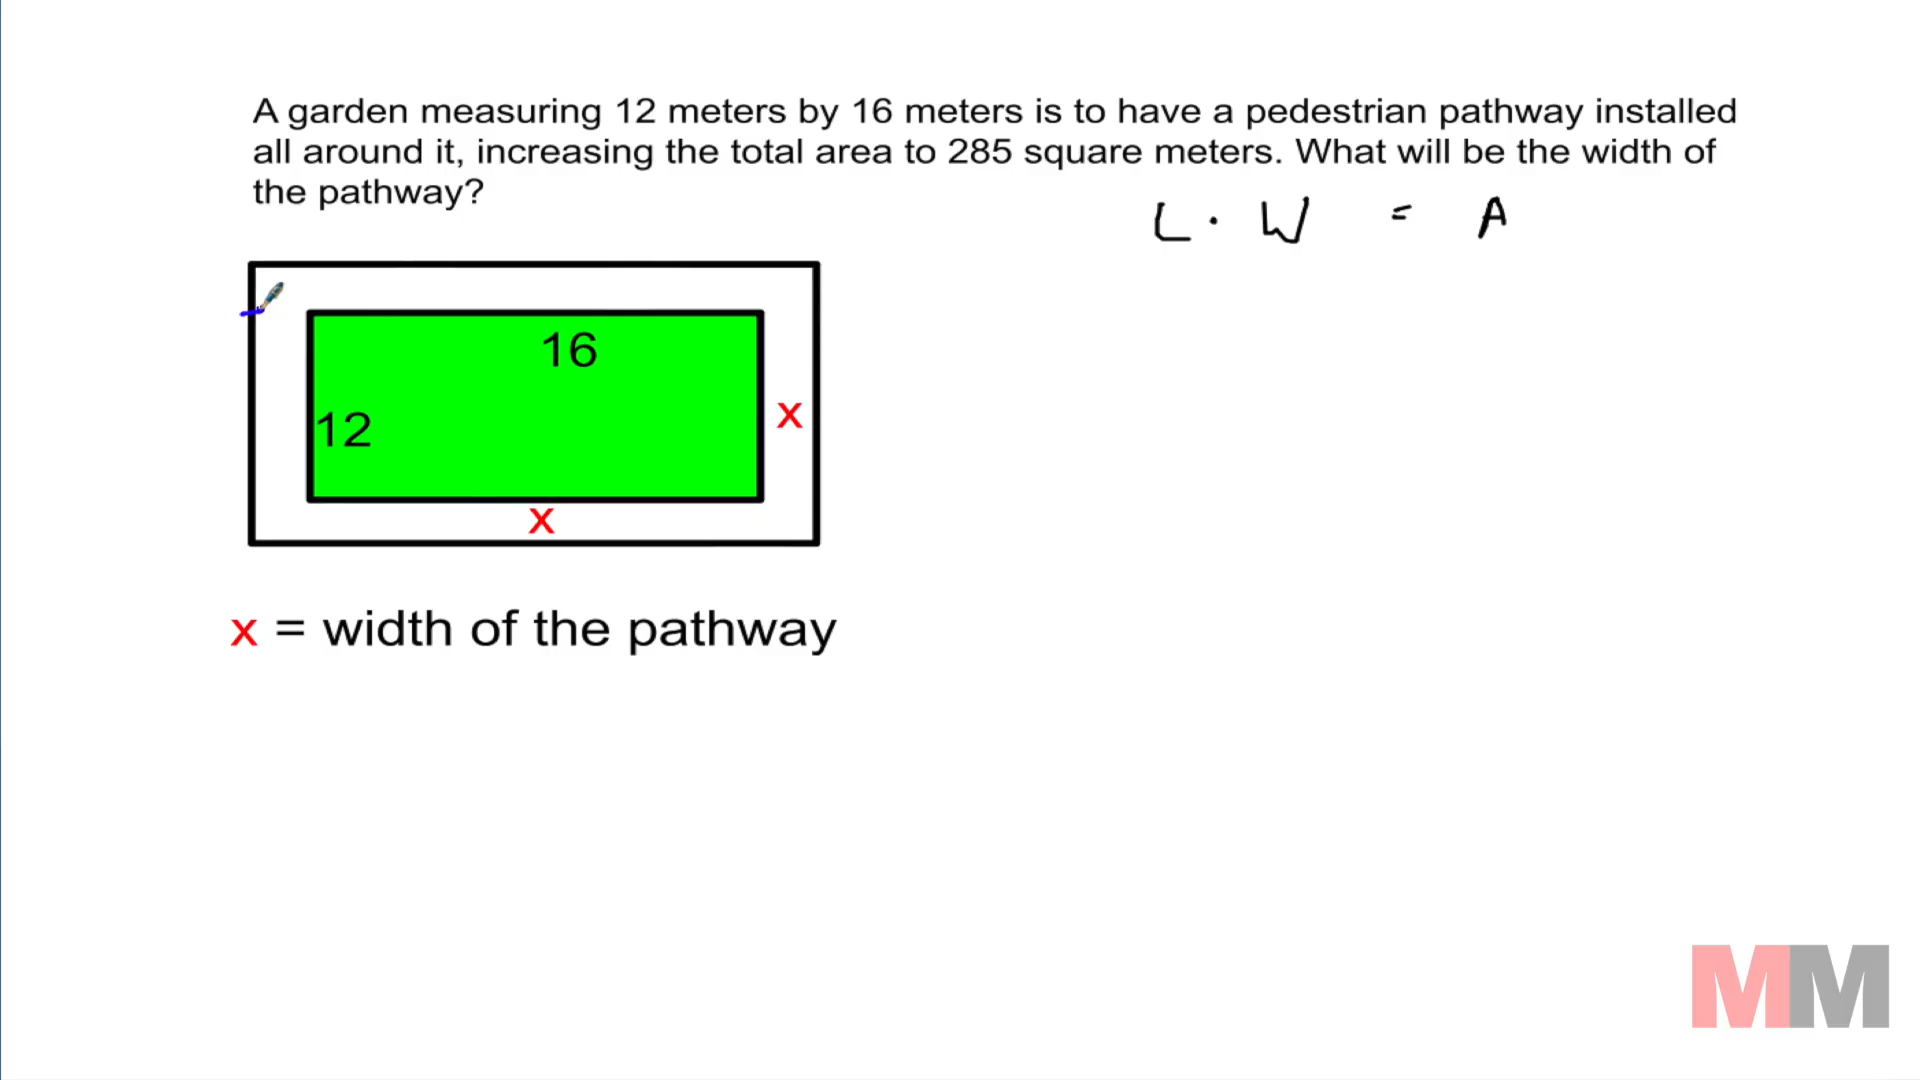 A garden measuring 12 meters by 16 meters is to have a pedestrian pathway installed
all around it, increasing the total area to 285 square meters. What will be the width of
the pathway?
L · W = A
16
12
x
x
x = width of the pathway
MM